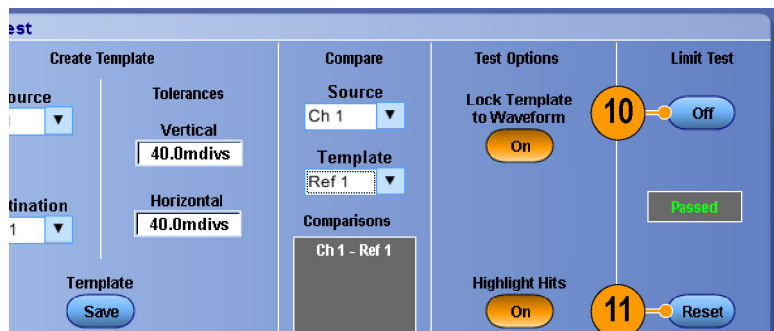 est
Create Template
Compare
Test Options
Limit Test
ource
Tolerances
Vertical
40.0mdivs
Horizontal
40.0mdivs
tination
1
Template
Save
Source
Ch 1
Template
Ref 1
Comparisons
Ch 1 - Ref 1
Lock Template
to Waveform
On
Highlight Hits
On
10
Off
Passed
11
Reset